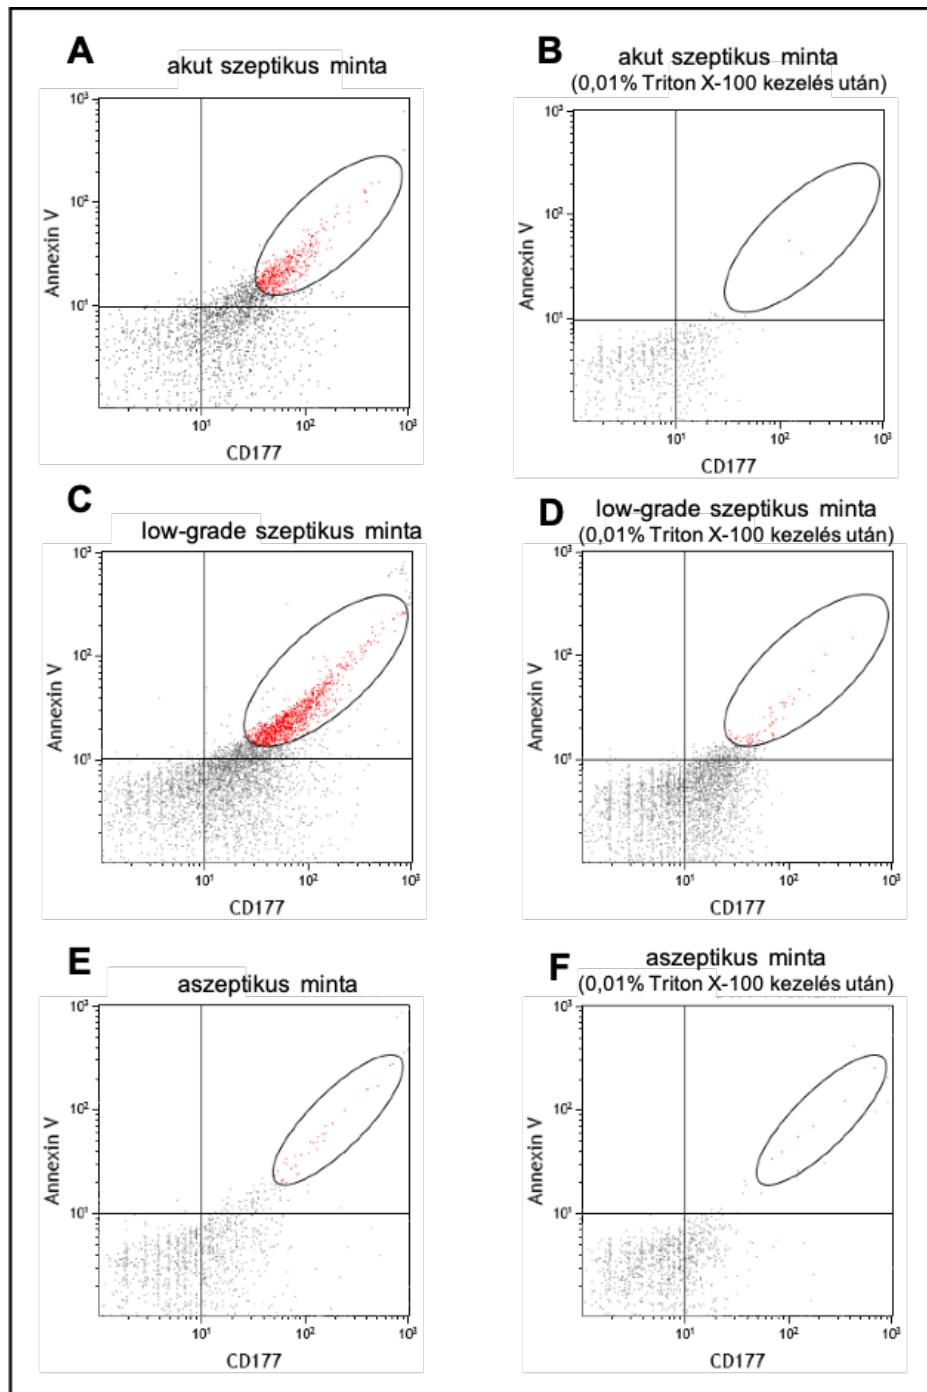 A
akut szeptikus minta
10³
10²
10¹
Annexin V
10¹
10²
10³
CD177
B
akut szeptikus minta
(0,01% Triton X-100 kezelés után)
10³
10²
10¹
Annexin V
10¹
10²
10³
CD177
C
low-grade szeptikus minta
10³
10²
10¹
Annexin V
10¹
10²
10³
CD177
D
low-grade szeptikus minta
(0,01% Triton X-100 kezelés után)
10³
10²
10¹
Annexin V
10¹
10²
10³
CD177
E
aszeptikus minta
10³
10²
10¹
Annexin V
10¹
10²
10³
CD177
F
aszeptikus minta
(0,01% Triton X-100 kezelés után)
10³
10²
10¹
Annexin V
10¹
10²
10³
CD177